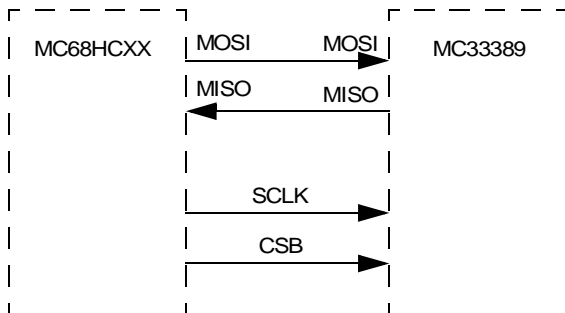 MC68HCXX MOSI MOSI MC33389
MISO MISO
SCLK
CSB